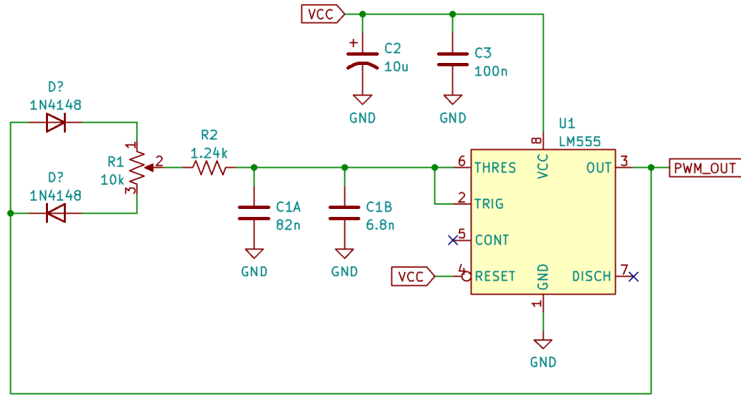 VCC
C2
10u
C3
100n
GND
GND
D?
1N4148
R1
10k
1
2
3
D?
1N4148
R2
1.24k
C1A
82n
GND
C1B
6.8n
GND
U1
LM555
8
VCC
6 THRES
2 TRIG
5 CONT
VCC
4 RESET
OUT 3
DISCH 7
GND
1
GND
PWM_OUT